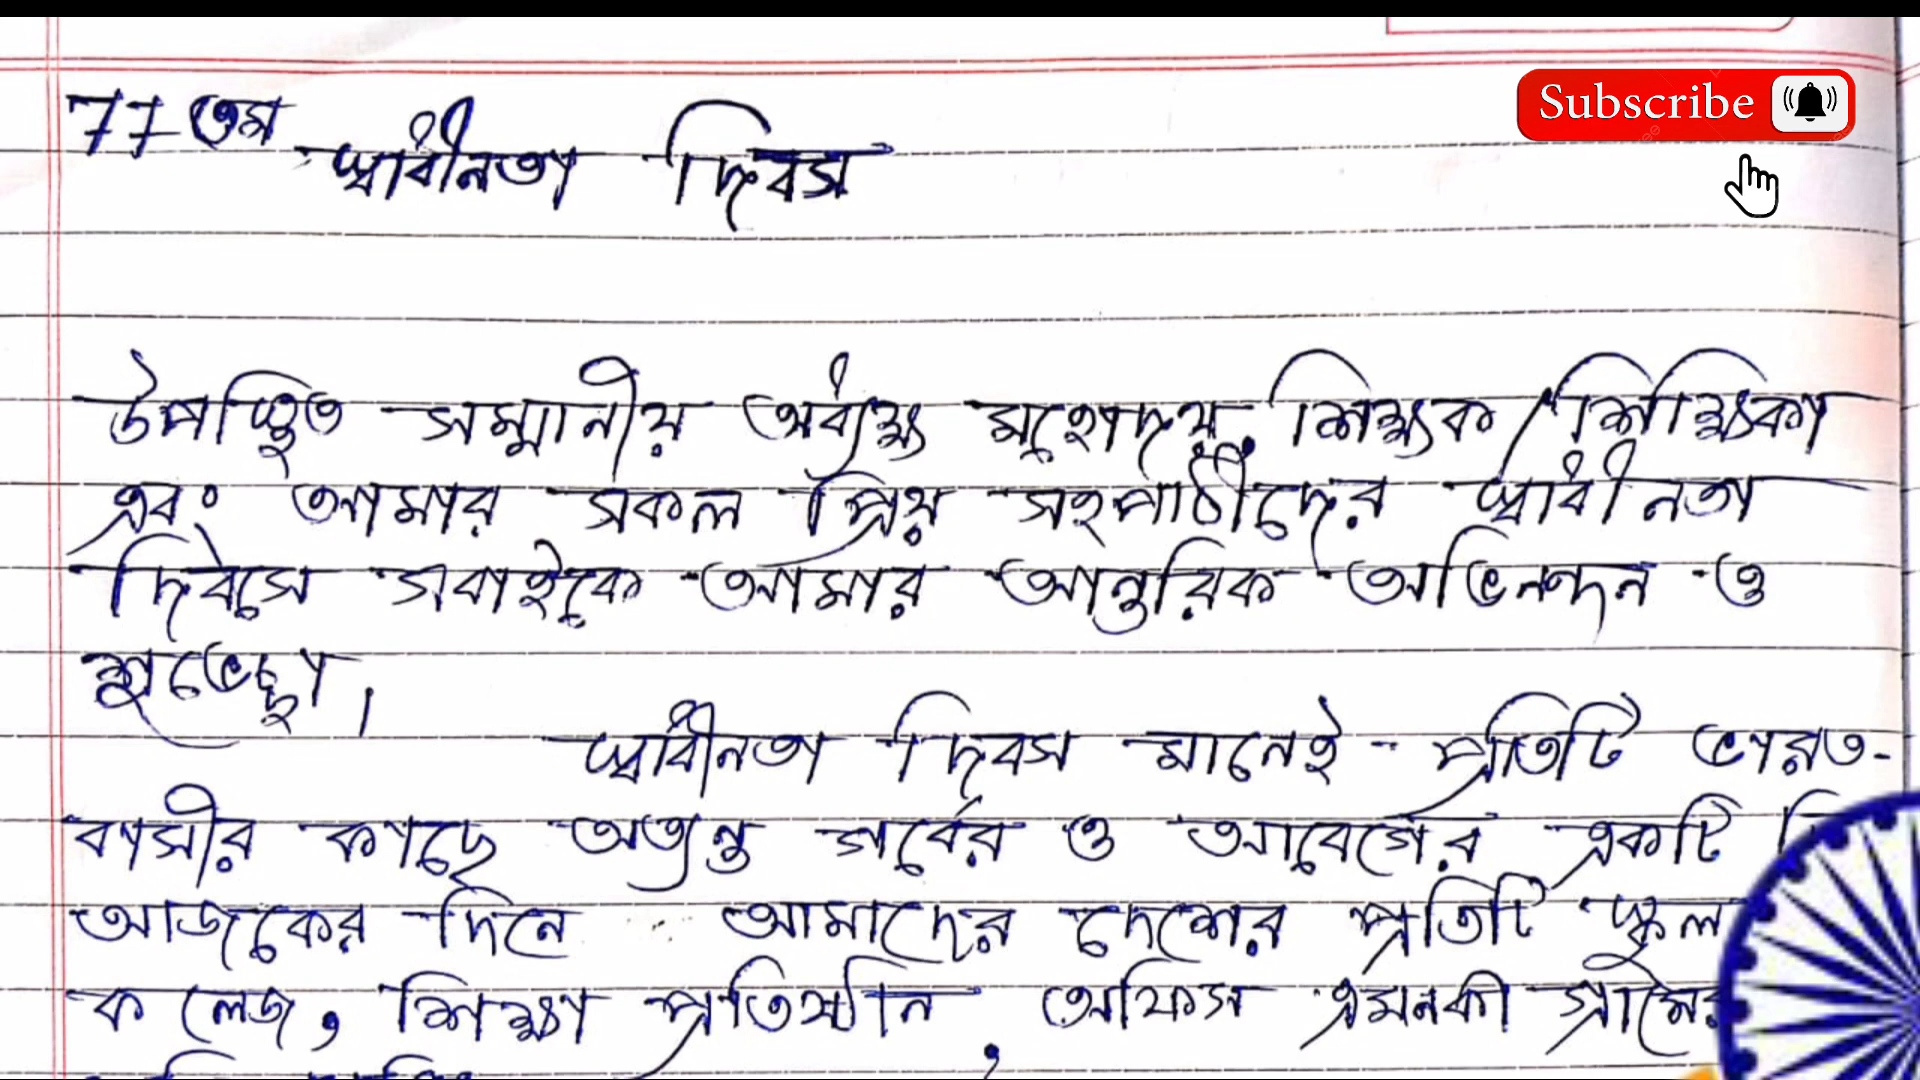 77 তম
স্বাধীনতা দিবস
Subscribe
উপস্থিত সম্মানীয় অধ্যক্ষ মহোদয়, শিক্ষক / শিক্ষিকা
এবং আমার সকল প্রিয় সহপাঠীদের স্বাধীনতা
দিবসে সবাইকে আমার আন্তরিক অভিনন্দন ও
শুভেচ্ছা।
স্বাধীনতা দিবস মানেই - প্রতিটি ভারত-
বাসীর কাছে অত্যন্ত গর্বের ও আবেগের একটি
আজকের দিনে আমাদের দেশের প্রতিটি স্কুল
কলেজ, শিক্ষা প্রতিষ্ঠান, অফিস এমনকী গ্রামের